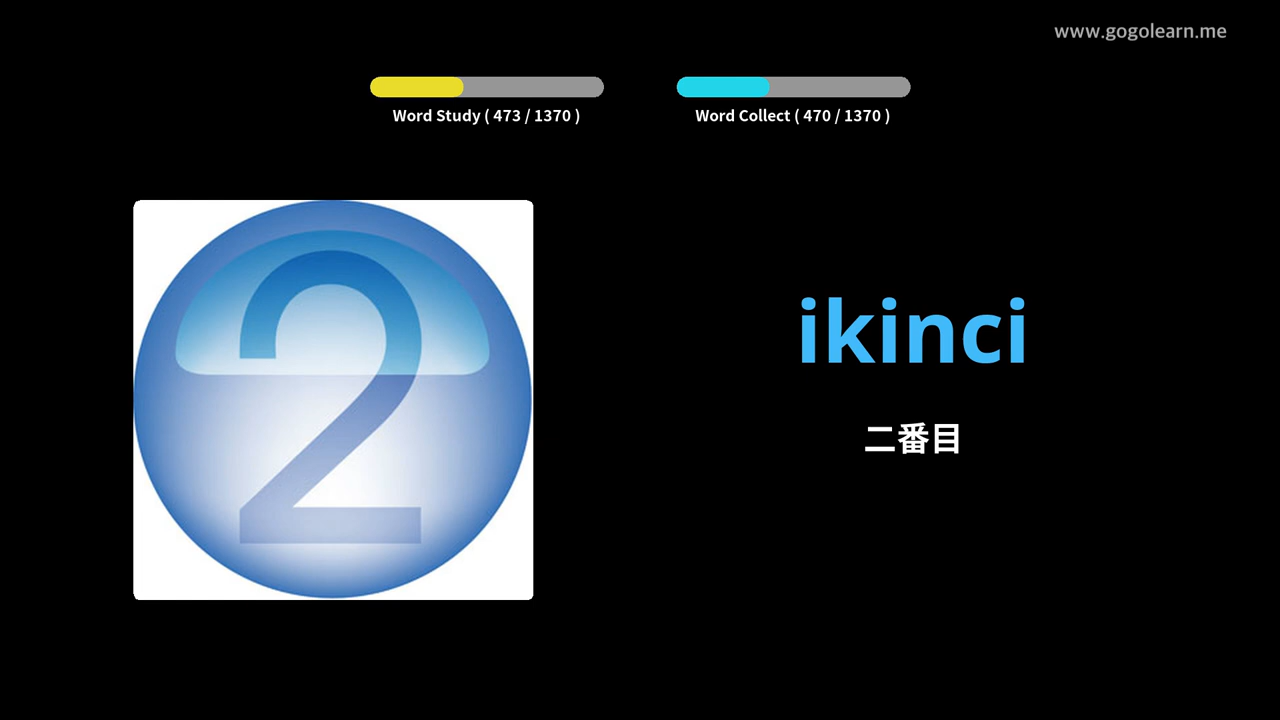 www.gogolearn.me
Word Study ( 473 / 1370 )
Word Collect ( 470 / 1370 )
2
ikinci
二番目